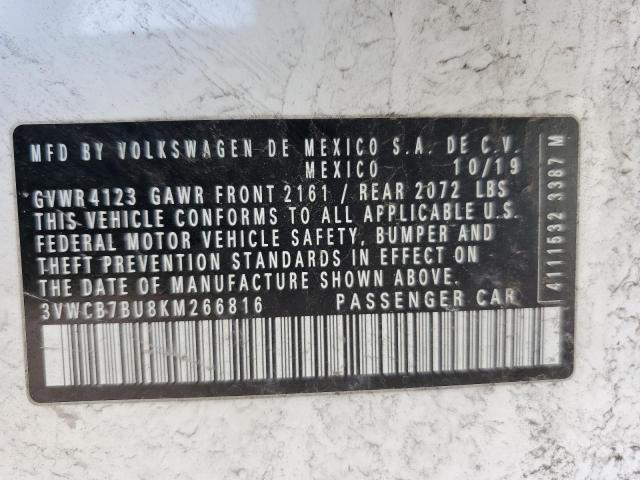 MFD BY VOLKSWAGEN DE MEXICO S.A. DE C.V.
MEXICO 10/19
GVWR4123 GAWR FRONT 2161 / REAR 2072 LBS
THIS VEHICLE CONFORMS TO ALL APPLICABLE U.S.
FEDERAL MOTOR VEHICLE SAFETY, BUMPER AND
THEFT PREVENTION STANDARDS IN EFFECT ON
THE DATE OF MANUFACTURE SHOWN ABOVE.
3VWCB7BU8KM266816 PASSENGER CAR
4111532 3387 M